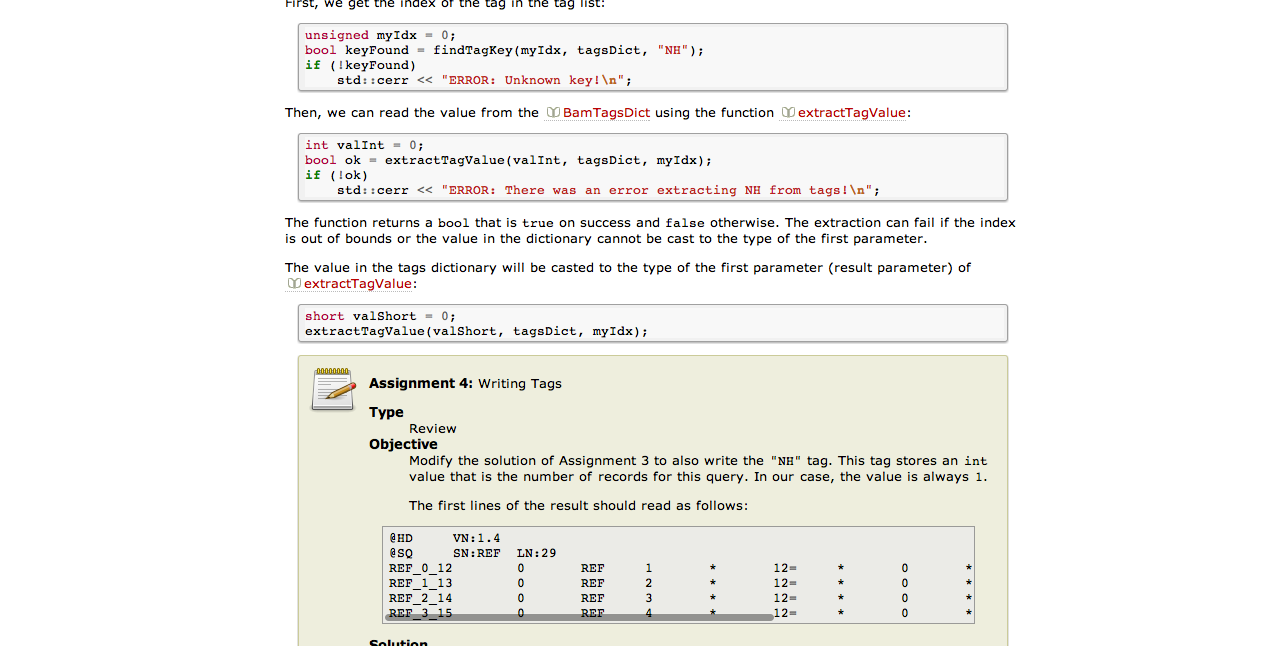 First, we get the index of the tag in the tag list:
unsigned myIdx = 0;
bool keyFound = findTagKey(myIdx, tagsDict, "NH");
if (!keyFound)
    std::cerr << "ERROR: Unknown key!\n";
Then, we can read the value from the BamTagsDict using the function extractTagValue:
int valInt = 0;
bool ok = extractTagValue(valInt, tagsDict, myIdx);
if (!ok)
    std::cerr << "ERROR: There was an error extracting NH from tags!\n";
The function returns a bool that is true on success and false otherwise. The extraction can fail if the index
is out of bounds or the value in the dictionary cannot be cast to the type of the first parameter.
The value in the tags dictionary will be casted to the type of the first parameter (result parameter) of
extractTagValue:
short valShort = 0;
extractTagValue(valShort, tagsDict, myIdx);
Assignment 4: Writing Tags
Type
Review
Objective
Modify the solution of Assignment 3 to also write the "NH" tag. This tag stores an int
value that is the number of records for this query. In our case, the value is always 1.
The first lines of the result should read as follows:
@HD     VN:1.4
@SQ     SN:REF  LN:29
REF_0_12        0       REF     1       *       12=     *       0       *
REF_1_13        0       REF     2       *       12=     *       0       *
REF_2_14        0       REF     3       *       12=     *       0       *
REF_3_15        0       REF     4       *       12=     *       0       *
Solution